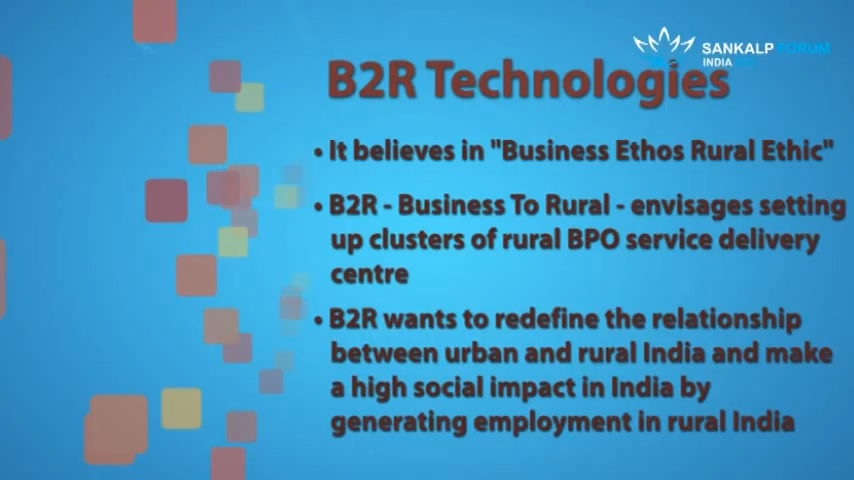 SANKALP FORUM
INDIA
B2R Technologies
• It believes in "Business Ethos Rural Ethic"
• B2R - Business To Rural - envisages setting
up clusters of rural BPO service delivery
centre
• B2R wants to redefine the relationship
between urban and rural India and make
a high social impact in India by
generating employment in rural India